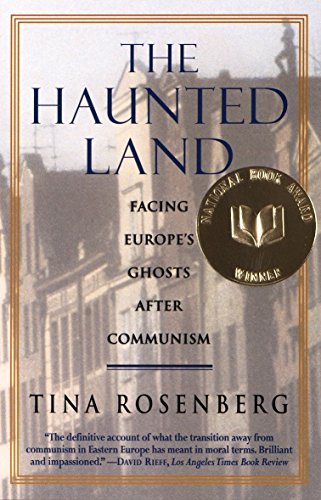 THE
HAUNTED
LAND
FACING
EUROPE'S
GHOSTS
AFTER
COMMUNISM
NATIONAL BOOK AWARD
WINNER
TINA ROSENBERG
"The definitive account of what the transition away from
communism in Eastern Europe has meant in moral terms. Brilliant
and impassioned."—DAVID RIEFF, Los Angeles Times Book Review